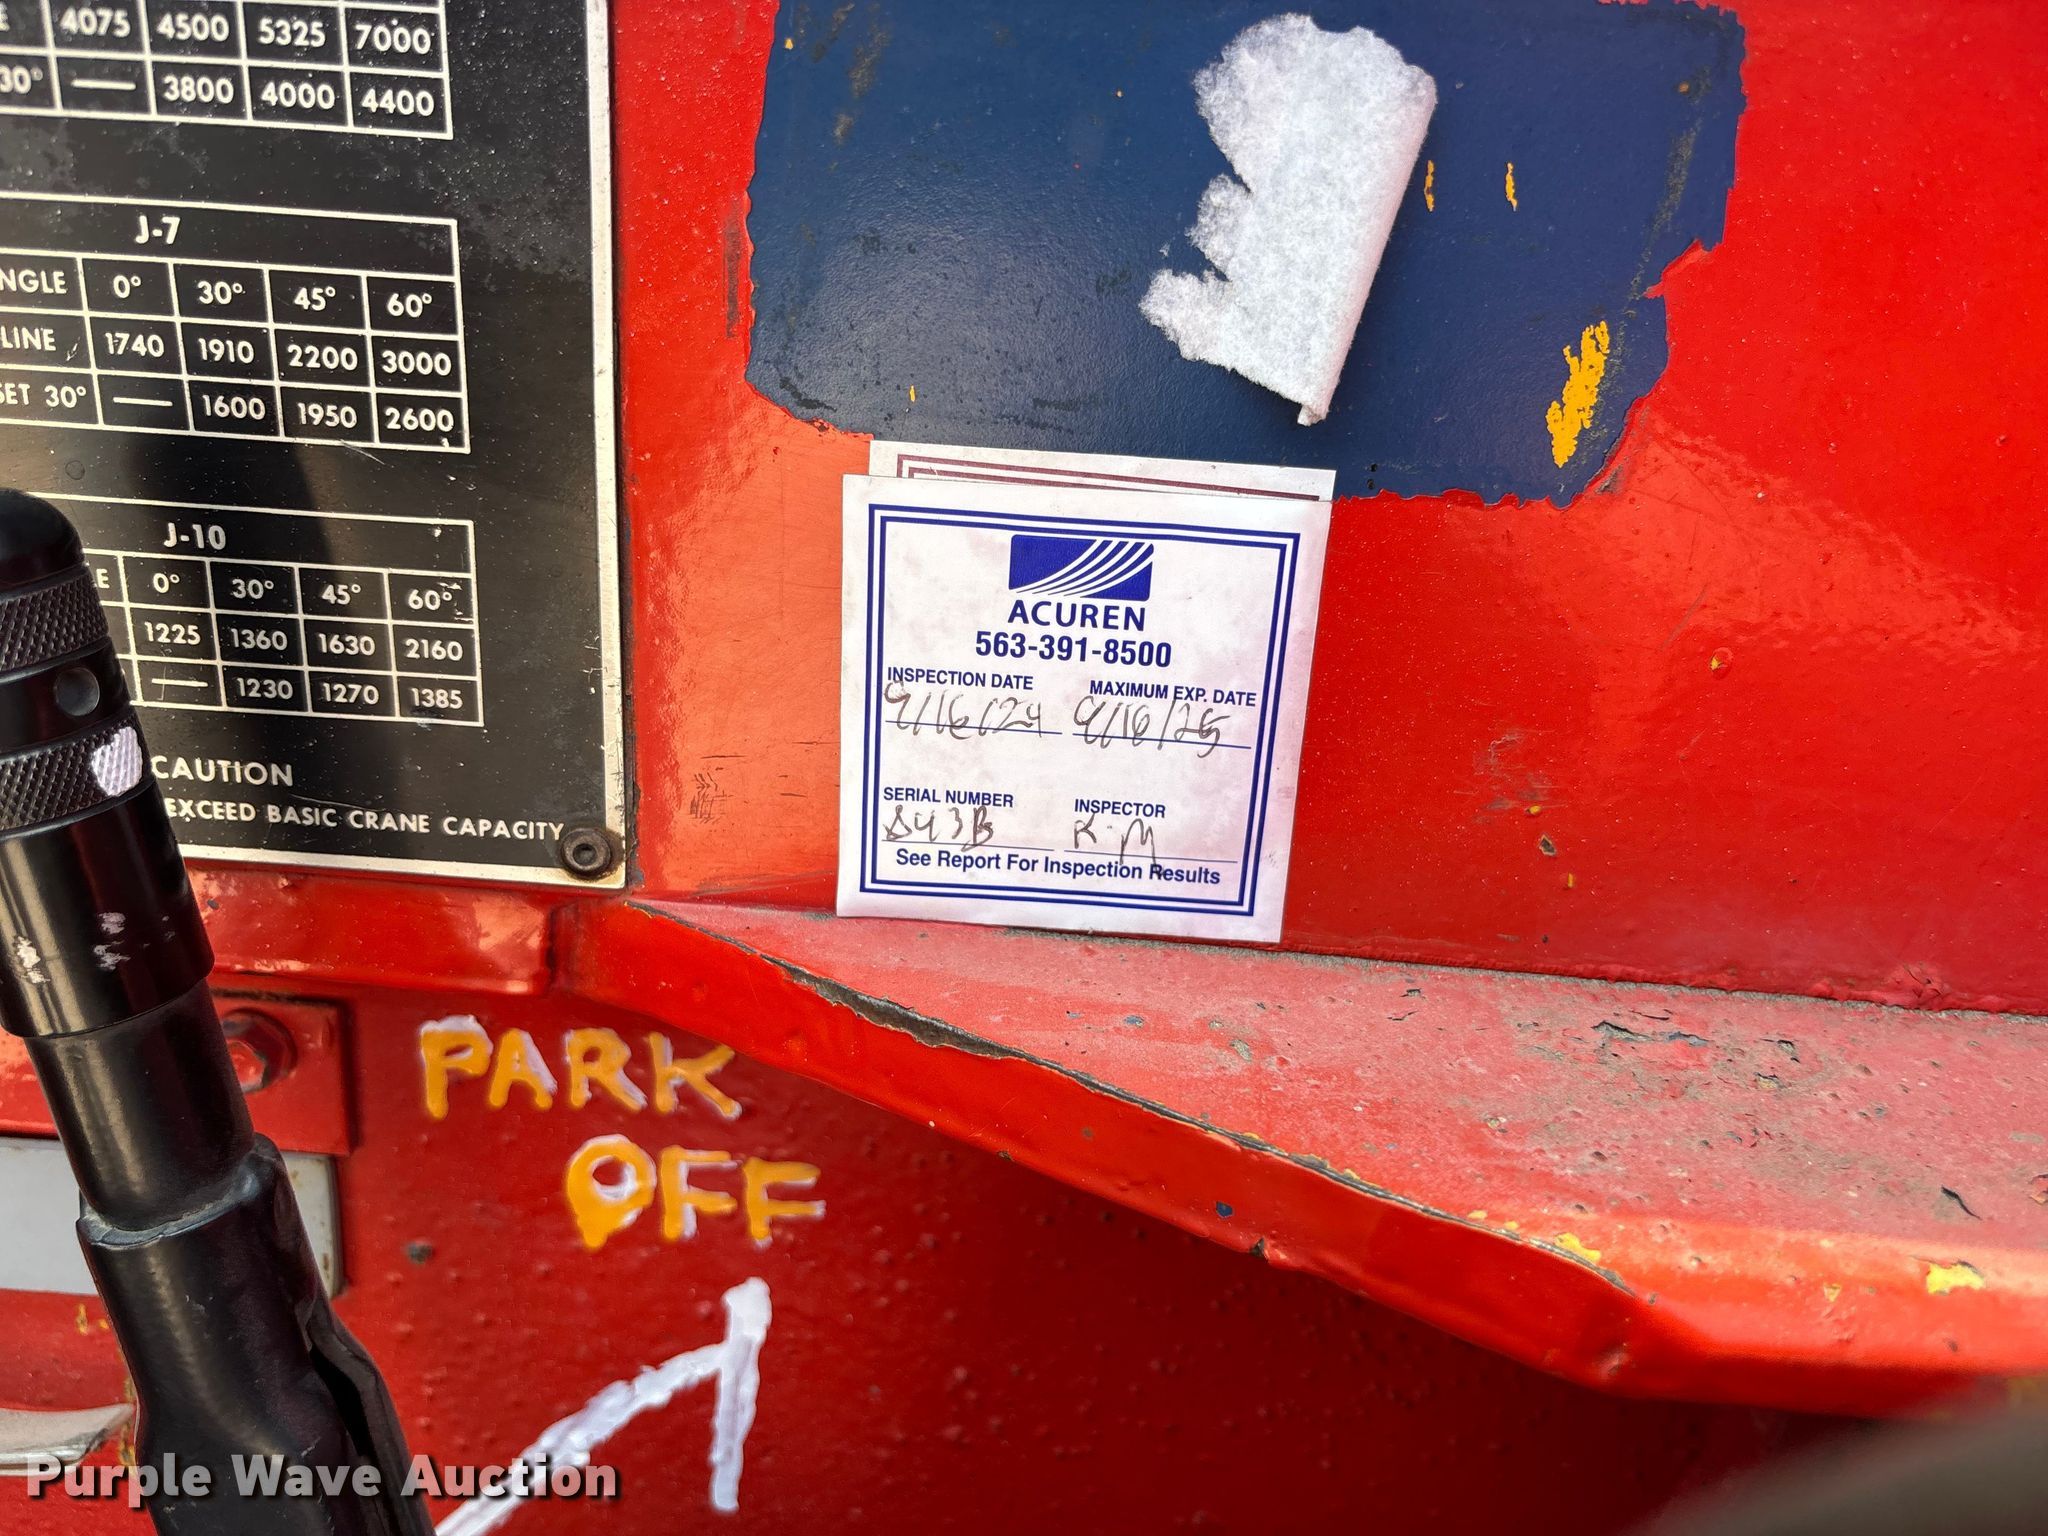 4075 4500 5325 7000
30° — 3800 4000 4400
J-7
NGLE 0° 30° 45° 60°
LINE 1740 1910 2200 3000
SET 30° — 1600 1950 2600
J-10
E 0° 30° 45° 60°
1225 1360 1630 2160
— 1230 1270 1385
CAUTION
EXCEED BASIC CRANE CAPACITY
ACUREN
563-391-8500
INSPECTION DATE MAXIMUM EXP. DATE
9/16/24 9/16/25
SERIAL NUMBER INSPECTOR
K.M
See Report For Inspection Results
PARK
OFF
Purple Wave Auction